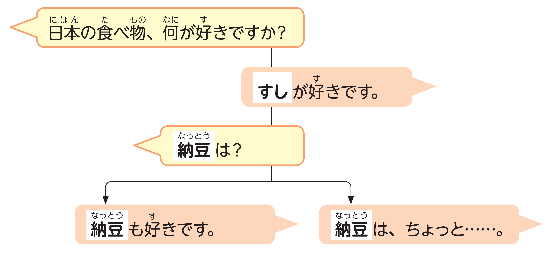 日本の食べ物、何が好きですか？
すしが好きです。
納豆は？
納豆も好きです。
納豆は、ちょっと……。